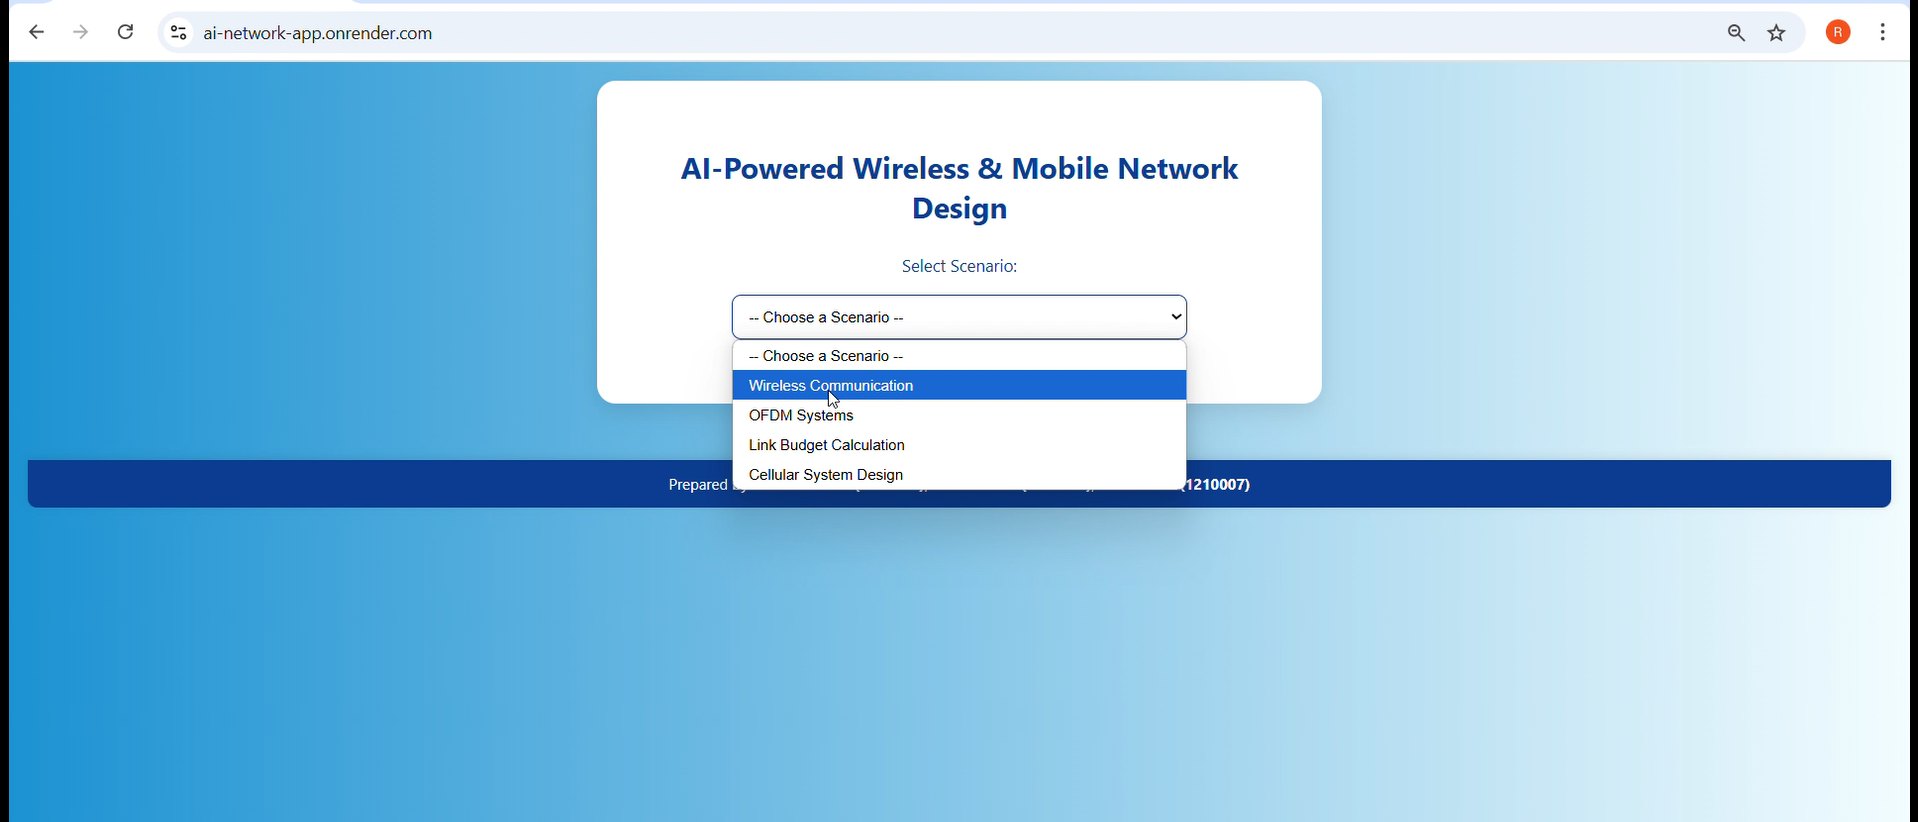 ai-network-app.onrender.com
R
AI-Powered Wireless & Mobile Network
Design
Select Scenario:
-- Choose a Scenario --
-- Choose a Scenario --
Wireless Communication
OFDM Systems
Link Budget Calculation
Cellular System Design
Prepared (1210007)